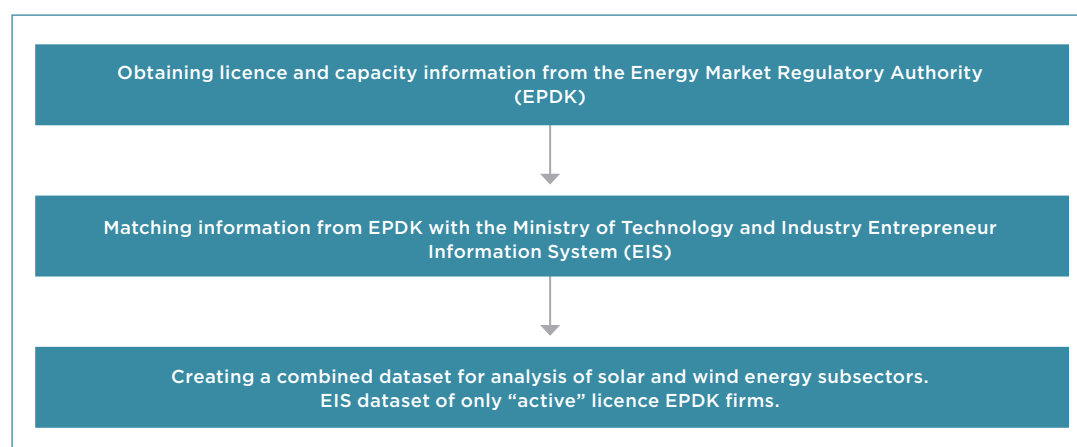 Obtaining licence and capacity information from the Energy Market Regulatory Authority
(EPDK)
Matching information from EPDK with the Ministry of Technology and Industry Entrepreneur
Information System (EIS)
Creating a combined dataset for analysis of solar and wind energy subsectors.
EIS dataset of only “active” licence EPDK firms.